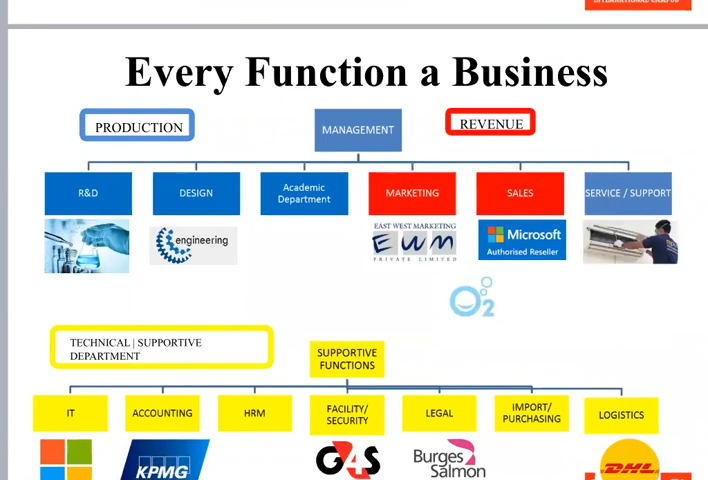 INTERNATIONAL CAMPUS
Every Function a Business
PRODUCTION
MANAGEMENT
REVENUE
R&D
DESIGN
Academic
Department
MARKETING
SALES
SERVICE / SUPPORT
engineering
EAST WEST MARKETING
EWM
PRIVATE LIMITED
Microsoft
Authorised Reseller
O2
TECHNICAL | SUPPORTIVE
DEPARTMENT
SUPPORTIVE
FUNCTIONS
IT
ACCOUNTING
HRM
FACILITY/
SECURITY
LEGAL
IMPORT/
PURCHASING
LOGISTICS
KPMG
G4S
Burges
Salmon
DHL